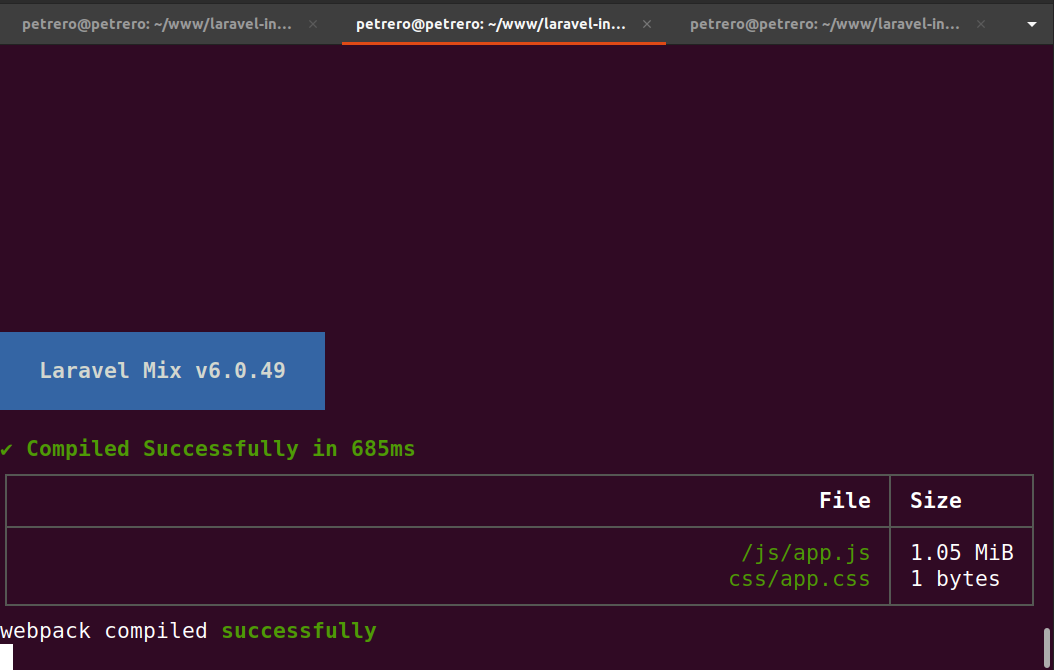 petrero@petrero: ~/www/laravel-in... × petrero@petrero: ~/www/laravel-in... × petrero@petrero: ~/www/laravel-in... ×
Laravel Mix v6.0.49
✔ Compiled Successfully in 685ms
File Size
/js/app.js 1.05 MiB
css/app.css 1 bytes
webpack compiled successfully